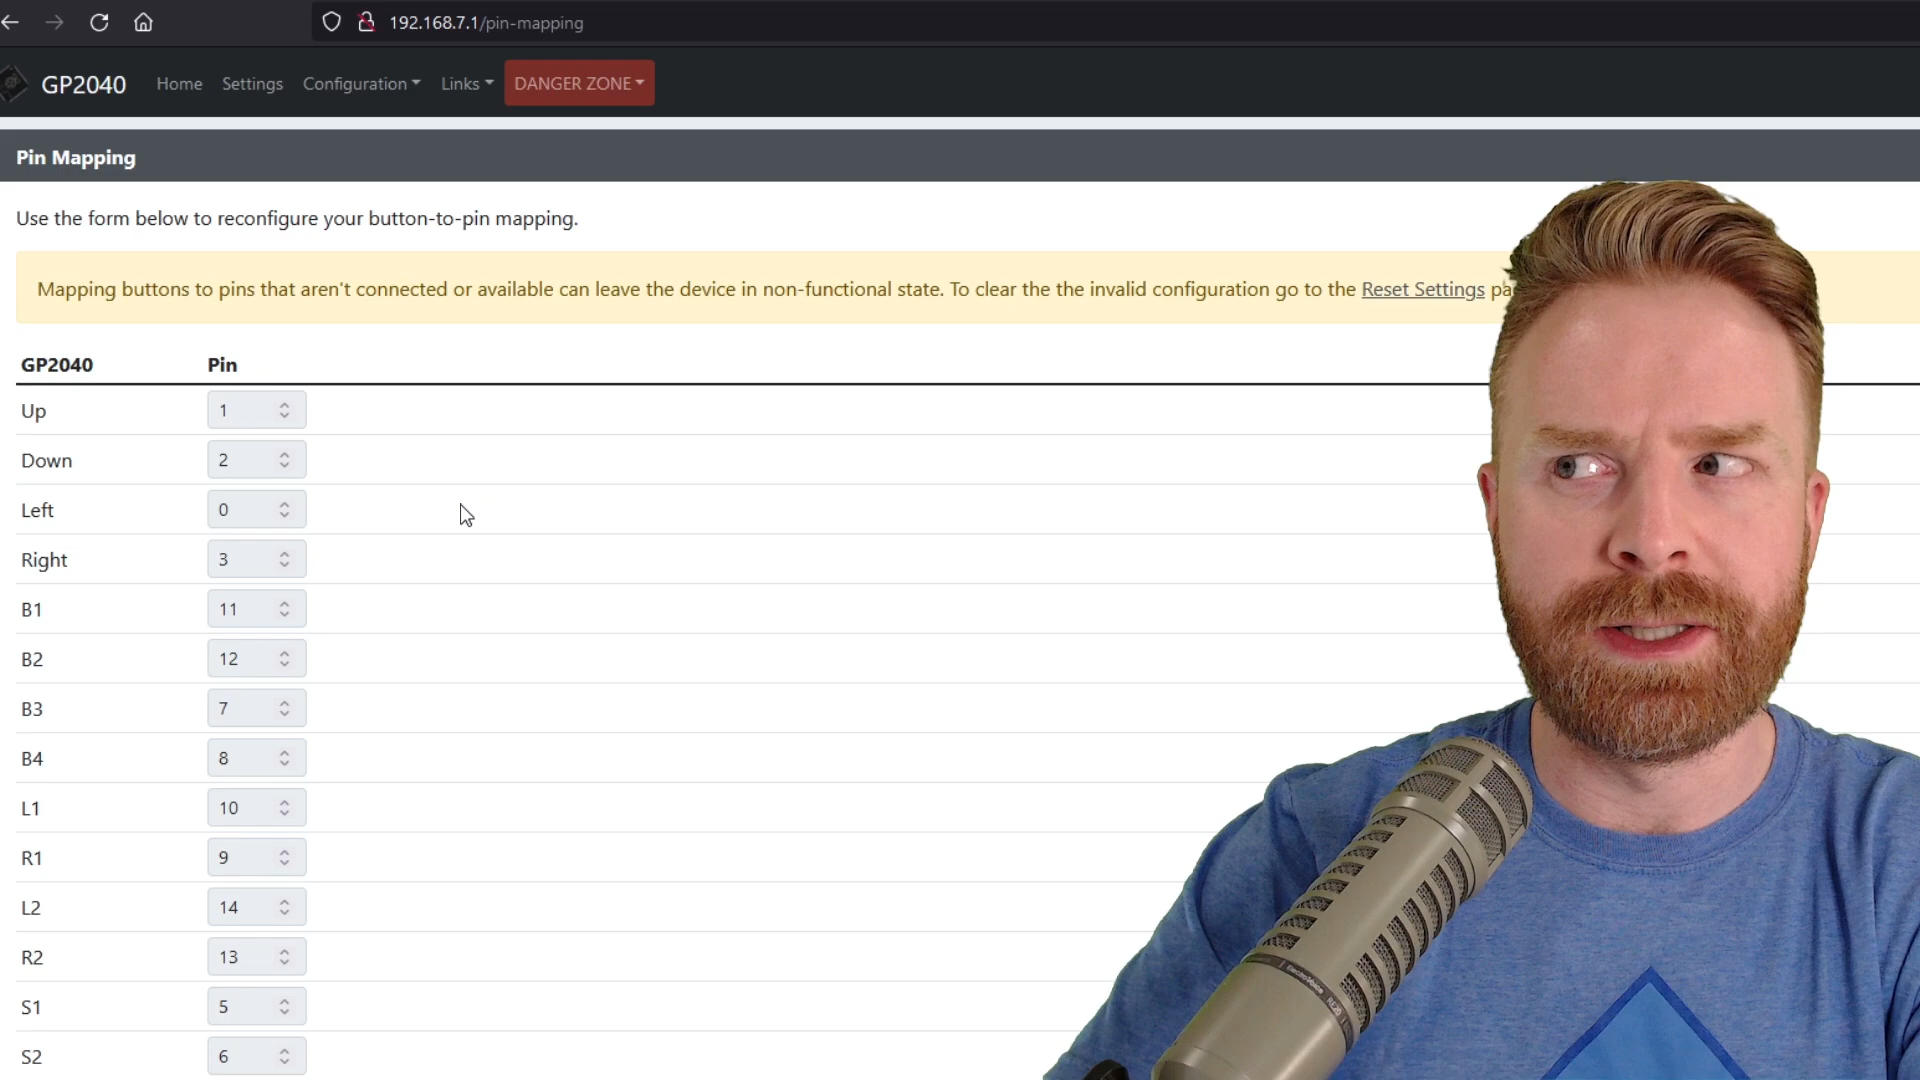 192.168.7.1/pin-mapping
GP2040 Home Settings Configuration Links DANGER ZONE
Pin Mapping
Use the form below to reconfigure your button-to-pin mapping.
Mapping buttons to pins that aren't connected or available can leave the device in non-functional state. To clear the the invalid configuration go to the Reset Settings
GP2040 Pin
Up 1
Down 2
Left 0
Right 3
B1 11
B2 12
B3 7
B4 8
L1 10
R1 9
L2 14
R2 13
S1 5
S2 6
ElectroVoice RE20